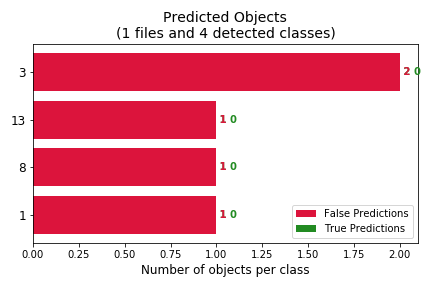 Predicted Objects
(1 files and 4 detected classes)
3
2 0
13
1 0
8
1 0
1
1 0
False Predictions
True Predictions
0.00 0.25 0.50 0.75 1.00 1.25 1.50 1.75 2.00
Number of objects per class